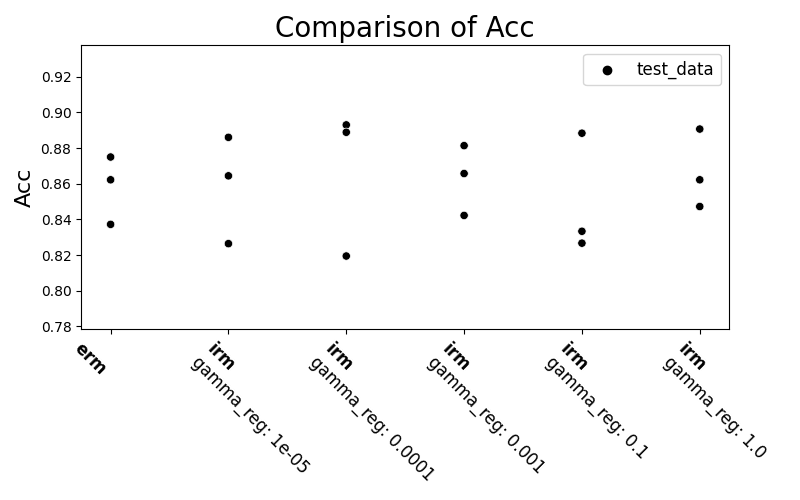 Comparison of Acc
test_data
Acc
0.92
0.90
0.88
0.86
0.84
0.82
0.80
0.78
erm
irm
gamma_reg: 1e-05
irm
gamma_reg: 0.0001
irm
gamma_reg: 0.001
irm
gamma_reg: 0.1
irm
gamma_reg: 1.0